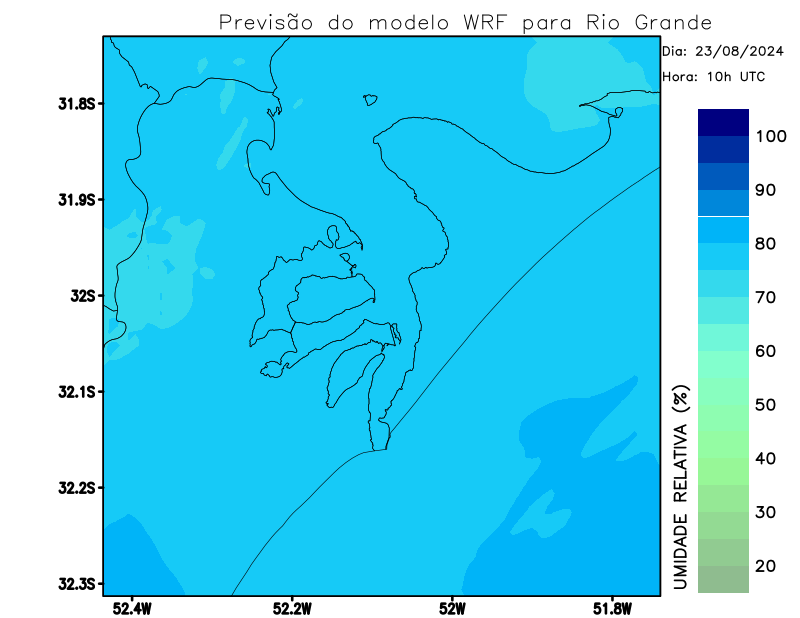 Previsão do modelo WRF para Rio Grande
Dia: 23/08/2024
Hora: 10h UTC
31.8S
31.9S
32S
32.1S
32.2S
32.3S
52.4W 52.2W 52W 51.8W
UMIDADE RELATIVA (%)
100
90
80
70
60
50
40
30
20